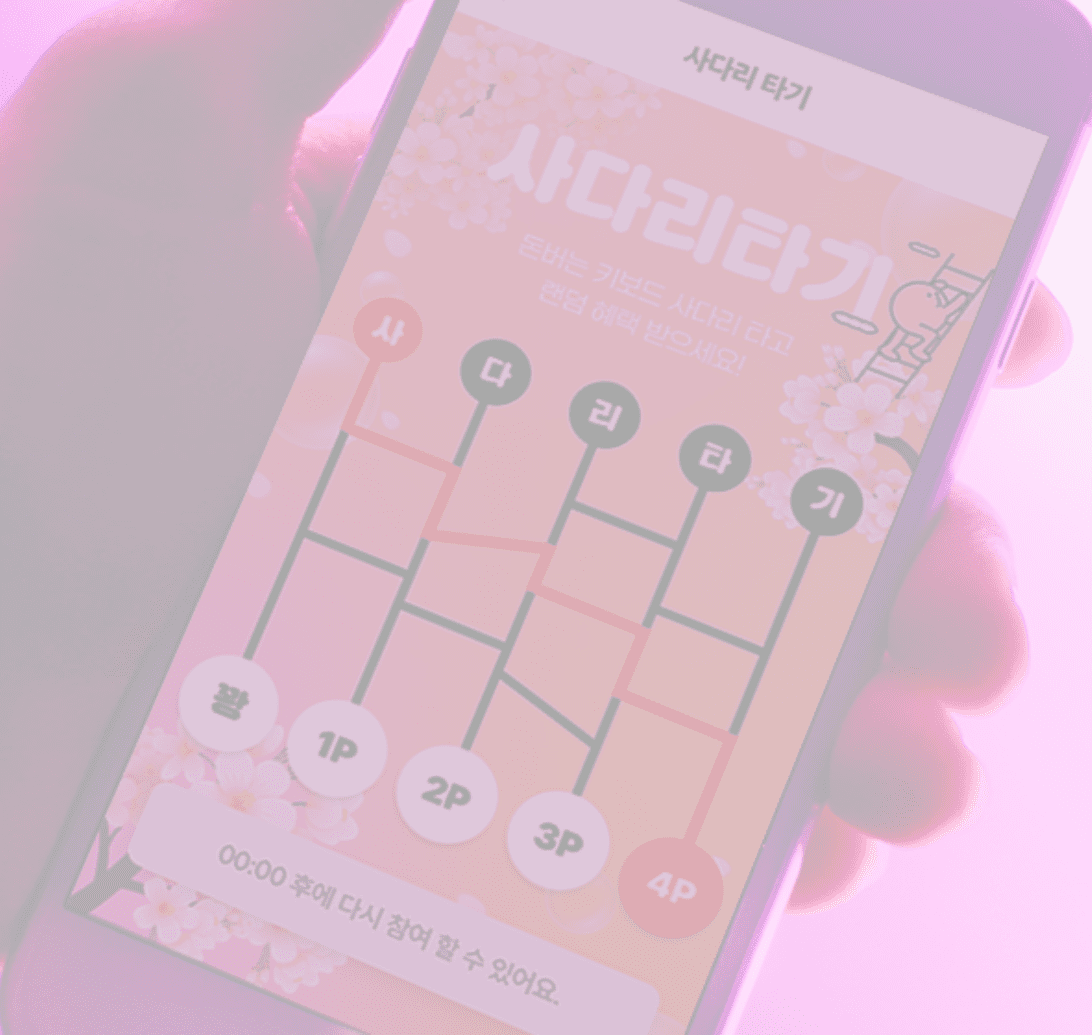 사다리 타기
사다리타기
돈버는 키보드 사다리 타고
랜덤 혜택 받으세요!
사 다 리 타 기
꽝 1P 2P 3P 4P
00:00 후에 다시 참여 할 수 있어요.